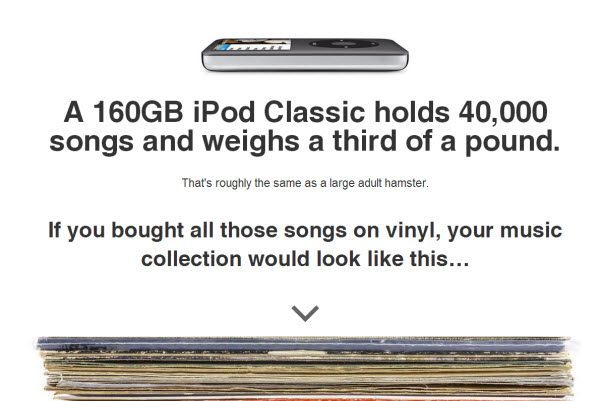 A 160GB iPod Classic holds 40,000
songs and weighs a third of a pound.
That's roughly the same as a large adult hamster.
If you bought all those songs on vinyl, your music
collection would look like this...